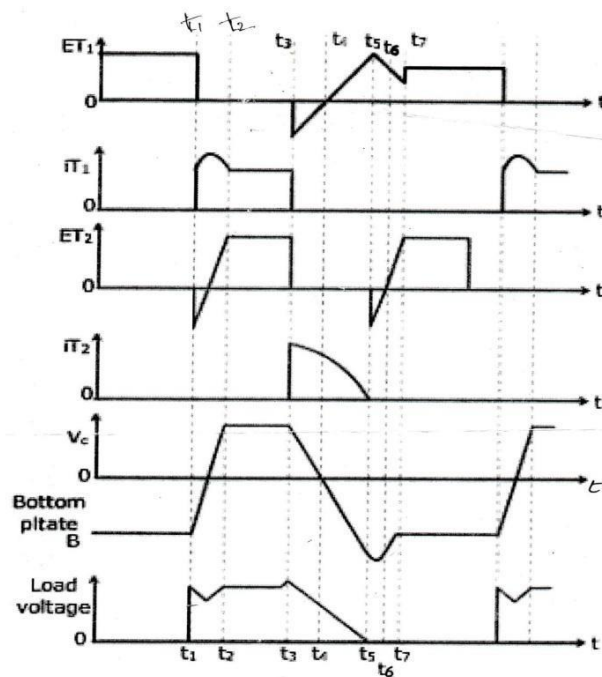 t₁ t₂ t₃ t₄ t₅ t₆ t₇
ET₁
0
t
iT₁
0
t
ET₂
0
t
iT₂
0
t
Vc
0
t
Bottom
pltate
B
Load
voltage
0
t
t₁ t₂ t₃ t₄ t₅ t₆ t₇